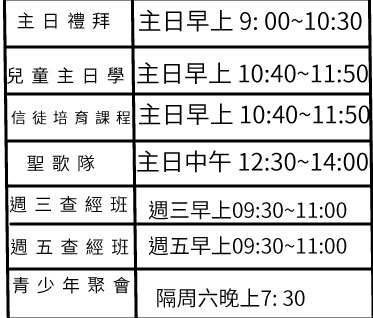 主日禮拜 主日早上 9: 00~10:30
兒童主日學 主日早上 10:40~11:50
信徒培育課程 主日早上 10:40~11:50
聖歌隊 主日中午 12:30~14:00
週三查經班 週三早上09:30~11:00
週五查經班 週五早上09:30~11:00
青少年聚會 隔周六晚上7: 30